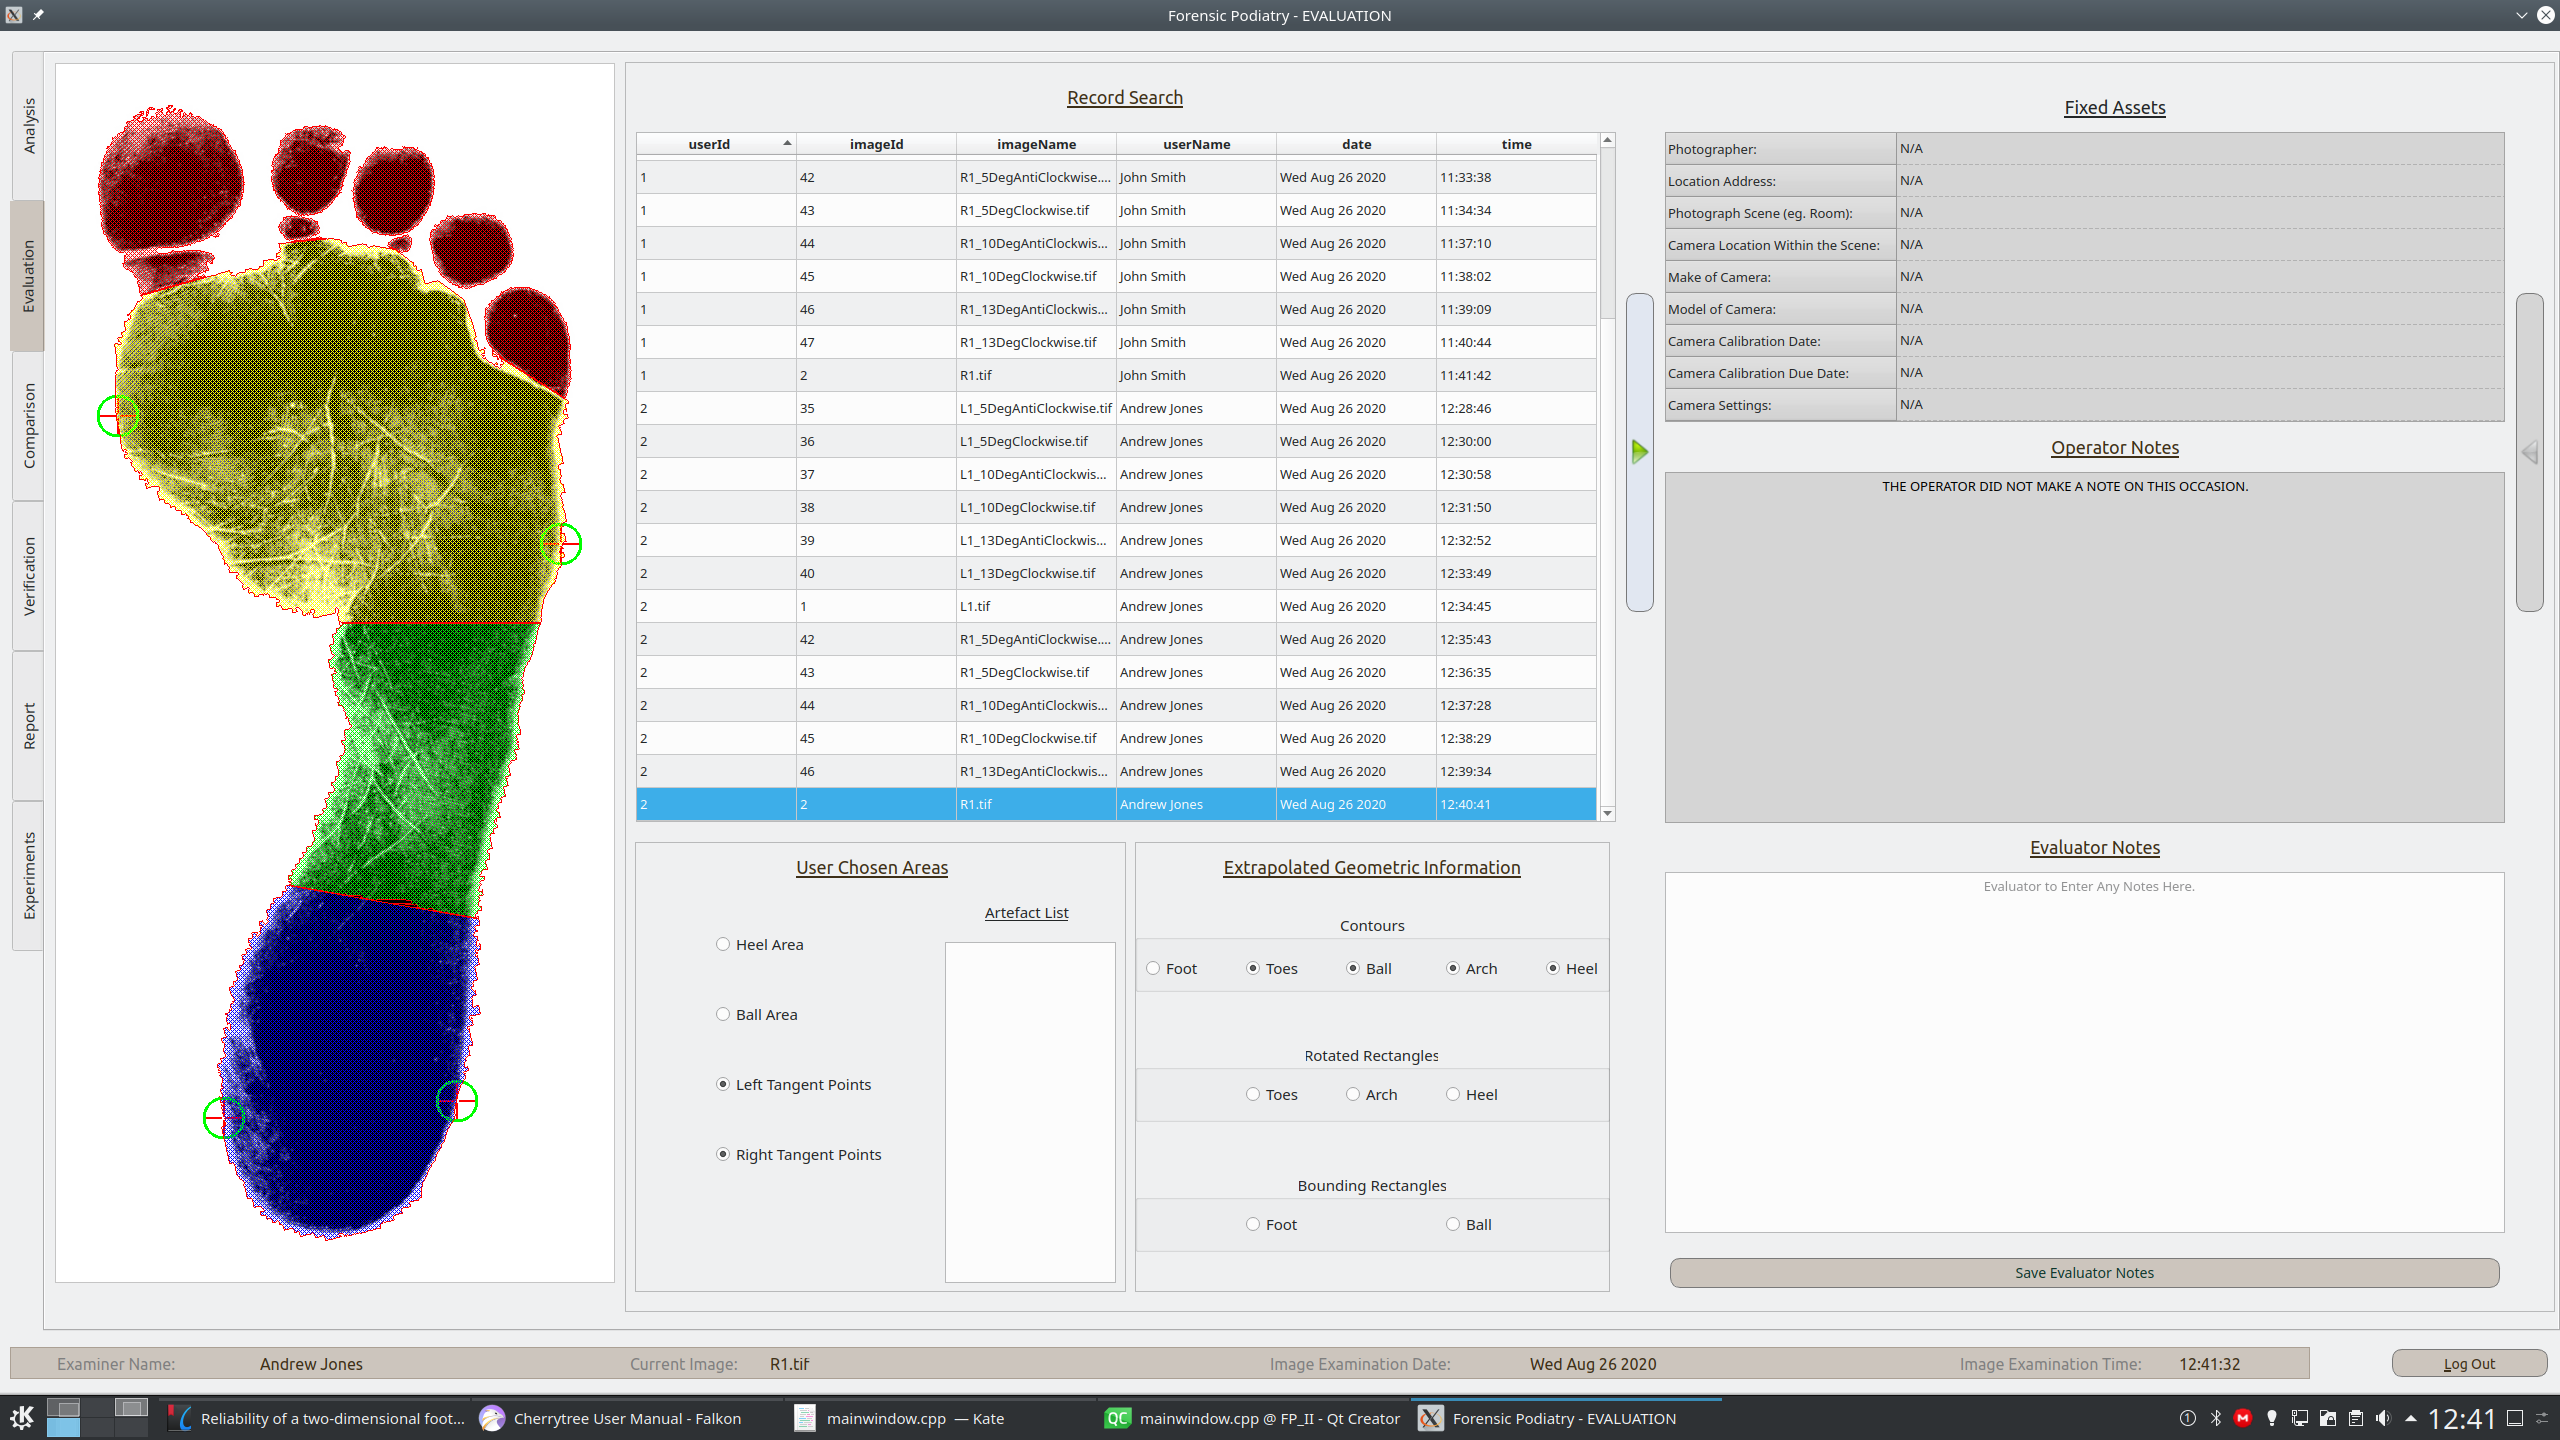 Forensic Podiatry - EVALUATION
Analysis
Evaluation
Comparison
Verification
Report
Experiments
Record Search
userId imageId imageName userName date time
1 42 R1_5DegAntiClockwise.... John Smith Wed Aug 26 2020 11:33:38
1 43 R1_5DegClockwise.tif John Smith Wed Aug 26 2020 11:34:34
1 44 R1_10DegAntiClockwis... John Smith Wed Aug 26 2020 11:37:10
1 45 R1_10DegClockwise.tif John Smith Wed Aug 26 2020 11:38:02
1 46 R1_13DegAntiClockwis... John Smith Wed Aug 26 2020 11:39:09
1 47 R1_13DegClockwise.tif John Smith Wed Aug 26 2020 11:40:44
1 2 R1.tif John Smith Wed Aug 26 2020 11:41:42
2 35 L1_5DegAntiClockwise.tif Andrew Jones Wed Aug 26 2020 12:28:46
2 36 L1_5DegClockwise.tif Andrew Jones Wed Aug 26 2020 12:30:00
2 37 L1_10DegAntiClockwis... Andrew Jones Wed Aug 26 2020 12:30:58
2 38 L1_10DegClockwise.tif Andrew Jones Wed Aug 26 2020 12:31:50
2 39 L1_13DegAntiClockwis... Andrew Jones Wed Aug 26 2020 12:32:52
2 40 L1_13DegClockwise.tif Andrew Jones Wed Aug 26 2020 12:33:49
2 1 L1.tif Andrew Jones Wed Aug 26 2020 12:34:45
2 42 R1_5DegAntiClockwise.... Andrew Jones Wed Aug 26 2020 12:35:43
2 43 R1_5DegClockwise.tif Andrew Jones Wed Aug 26 2020 12:36:35
2 44 R1_10DegAntiClockwis... Andrew Jones Wed Aug 26 2020 12:37:28
2 45 R1_10DegClockwise.tif Andrew Jones Wed Aug 26 2020 12:38:29
2 46 R1_13DegAntiClockwis... Andrew Jones Wed Aug 26 2020 12:39:34
2 2 R1.tif Andrew Jones Wed Aug 26 2020 12:40:41
User Chosen Areas
Artefact List
Heel Area
Ball Area
Left Tangent Points
Right Tangent Points
Extrapolated Geometric Information
Contours
Foot Toes Ball Arch Heel
Rotated Rectangles
Toes Arch Heel
Bounding Rectangles
Foot Ball
Fixed Assets
Photographer: N/A
Location Address: N/A
Photograph Scene (eg. Room): N/A
Camera Location Within the Scene: N/A
Make of Camera: N/A
Model of Camera: N/A
Camera Calibration Date: N/A
Camera Calibration Due Date: N/A
Camera Settings: N/A
Operator Notes
THE OPERATOR DID NOT MAKE A NOTE ON THIS OCCASION.
Evaluator Notes
Evaluator to Enter Any Notes Here.
Save Evaluator Notes
Examiner Name: Andrew Jones Current Image: R1.tif Image Examination Date: Wed Aug 26 2020 Image Examination Time: 12:41:32 Log Out
Reliability of a two-dimensional foot... Cherrytree User Manual - Falkon mainwindow.cpp — Kate QC mainwindow.cpp @ FP_II - Qt Creator Forensic Podiatry - EVALUATION 12:41